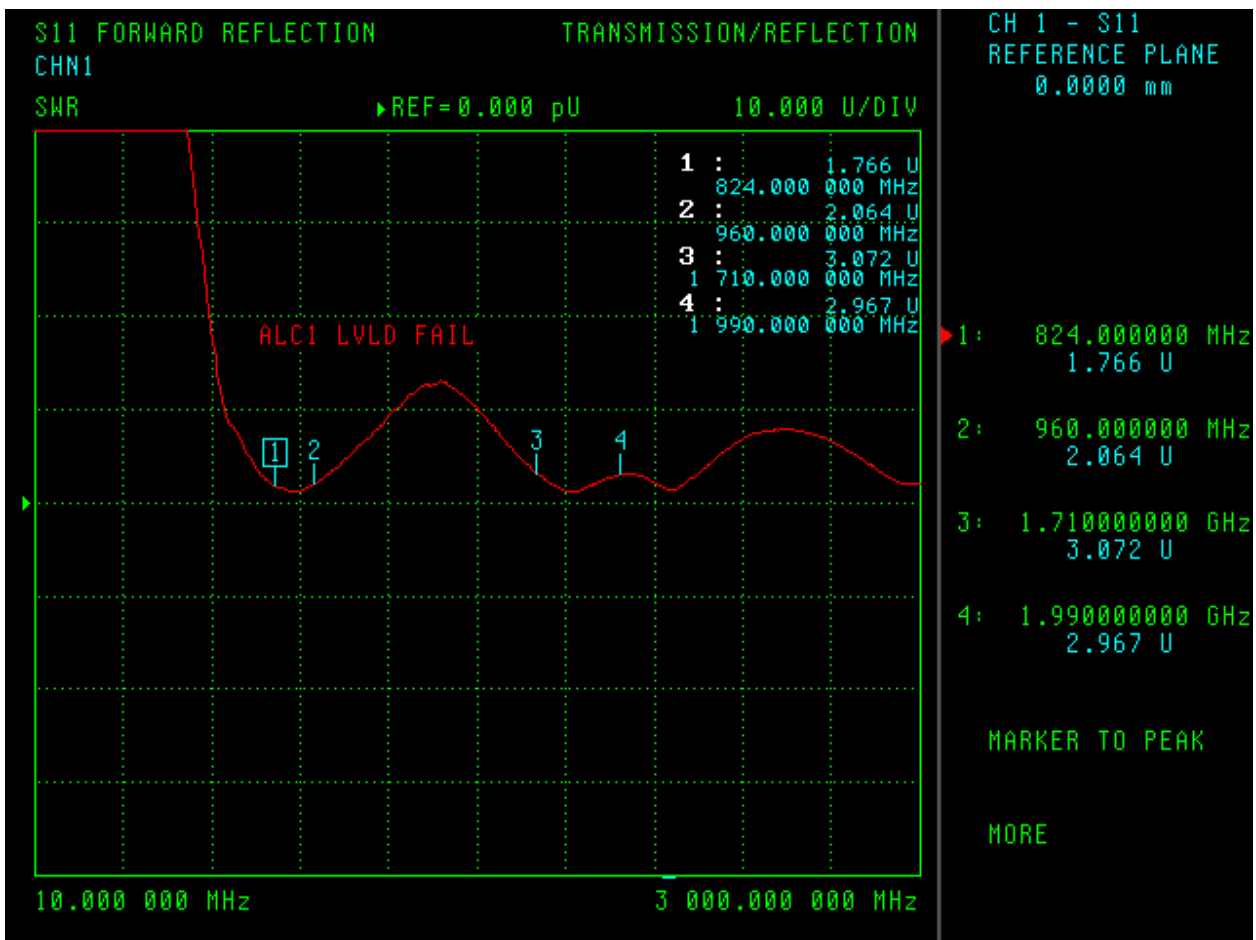 S11 FORWARD REFLECTION TRANSMISSION/REFLECTION
CHN1
SWR ▸REF=0.000 pU 10.000 U/DIV
1 : 1.766 U
824.000 000 MHz
2 : 2.064 U
960.000 000 MHz
3 : 3.072 U
1 710.000 000 MHz
4 : 2.967 U
1 990.000 000 MHz
ALC1 LVLD FAIL
1 2 3 4
10.000 000 MHz 3 000.000 000 MHz
CH 1 - S11
REFERENCE PLANE
0.0000 mm
1: 824.000000 MHz
1.766 U
2: 960.000000 MHz
2.064 U
3: 1.710000000 GHz
3.072 U
4: 1.990000000 GHz
2.967 U
MARKER TO PEAK
MORE